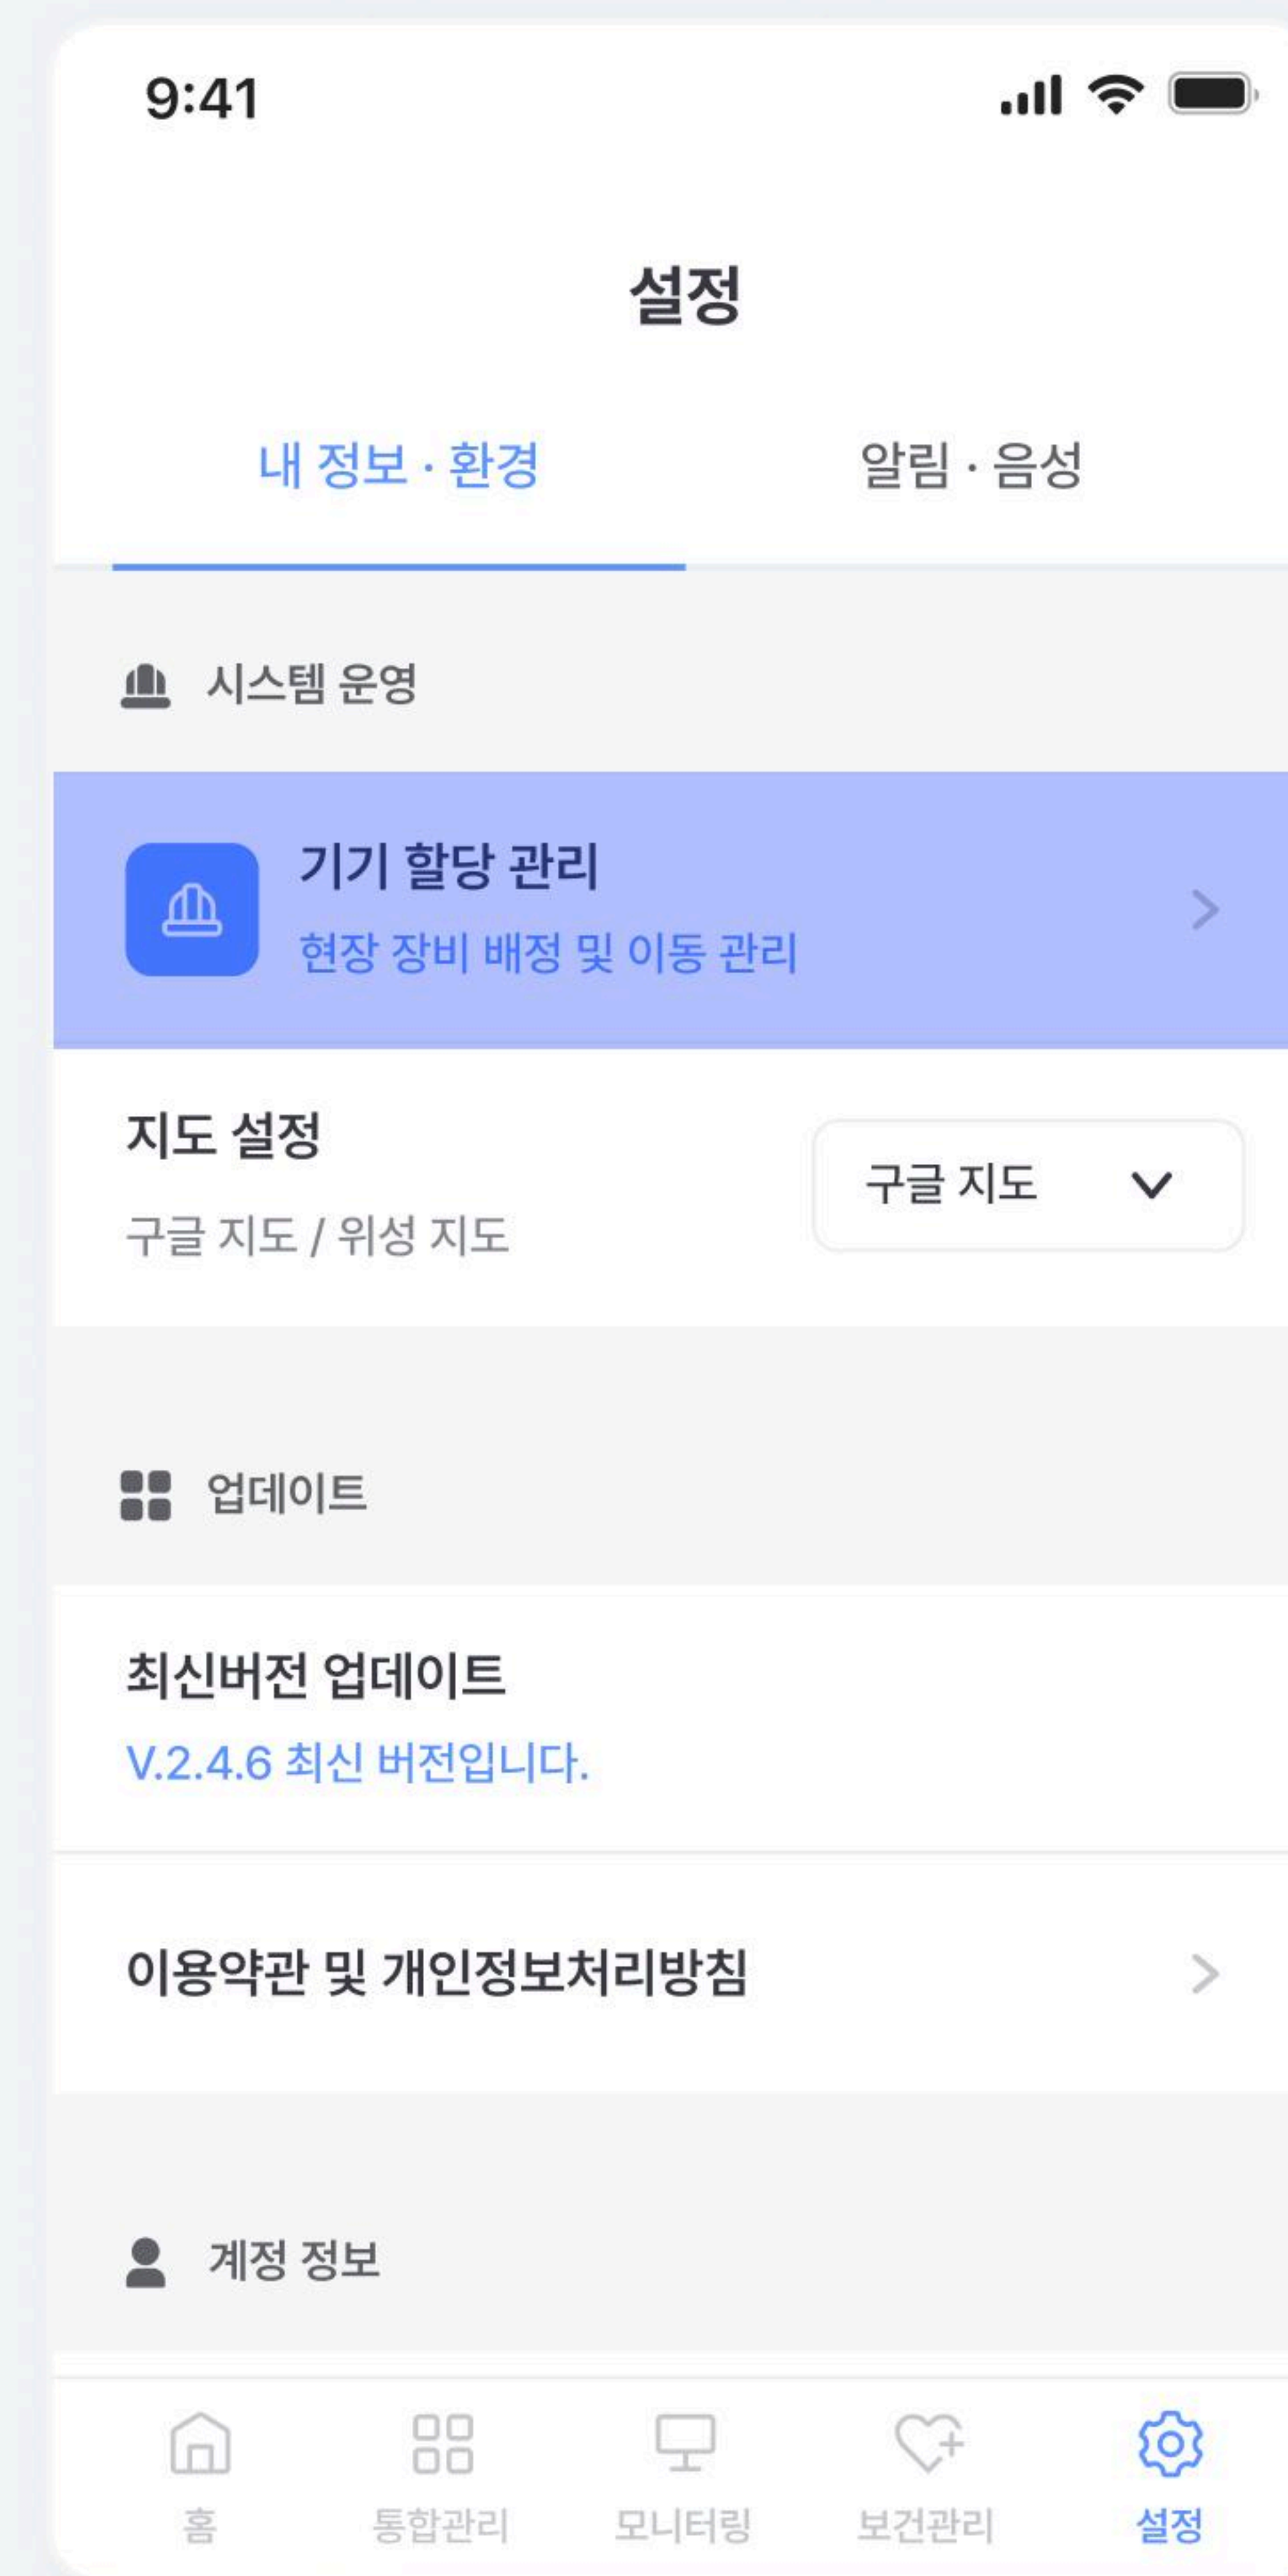 9:41
설정
내 정보 · 환경
알림 · 음성
시스템 운영
기기 할당 관리
현장 장비 배정 및 이동 관리
지도 설정
구글 지도 / 위성 지도
구글 지도
업데이트
최신버전 업데이트
V.2.4.6 최신 버전입니다.
이용약관 및 개인정보처리방침
계정 정보
홈
통합관리
모니터링
보건관리
설정